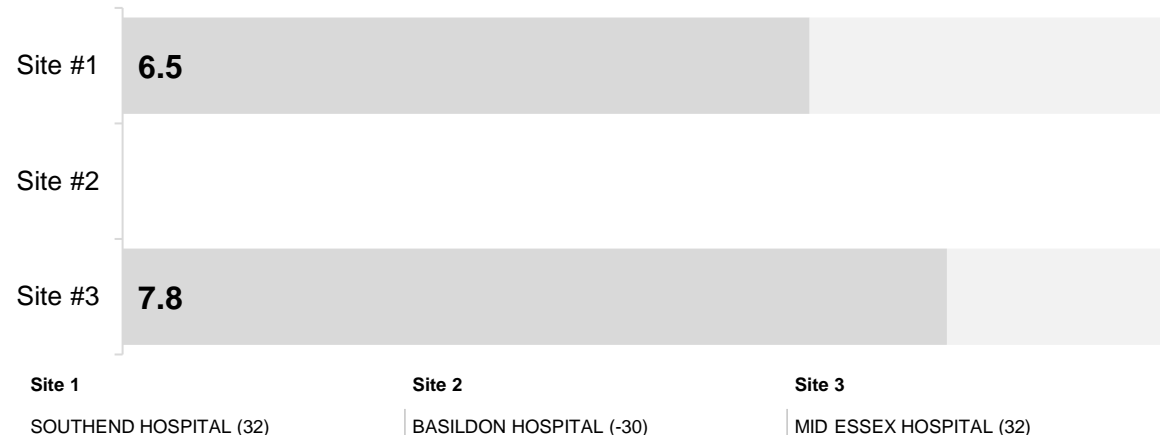 Site #1 6.5
Site #2
Site #3 7.8
Site 1 Site 2 Site 3
SOUTHEND HOSPITAL (32) BASILDON HOSPITAL (-30) MID ESSEX HOSPITAL (32)